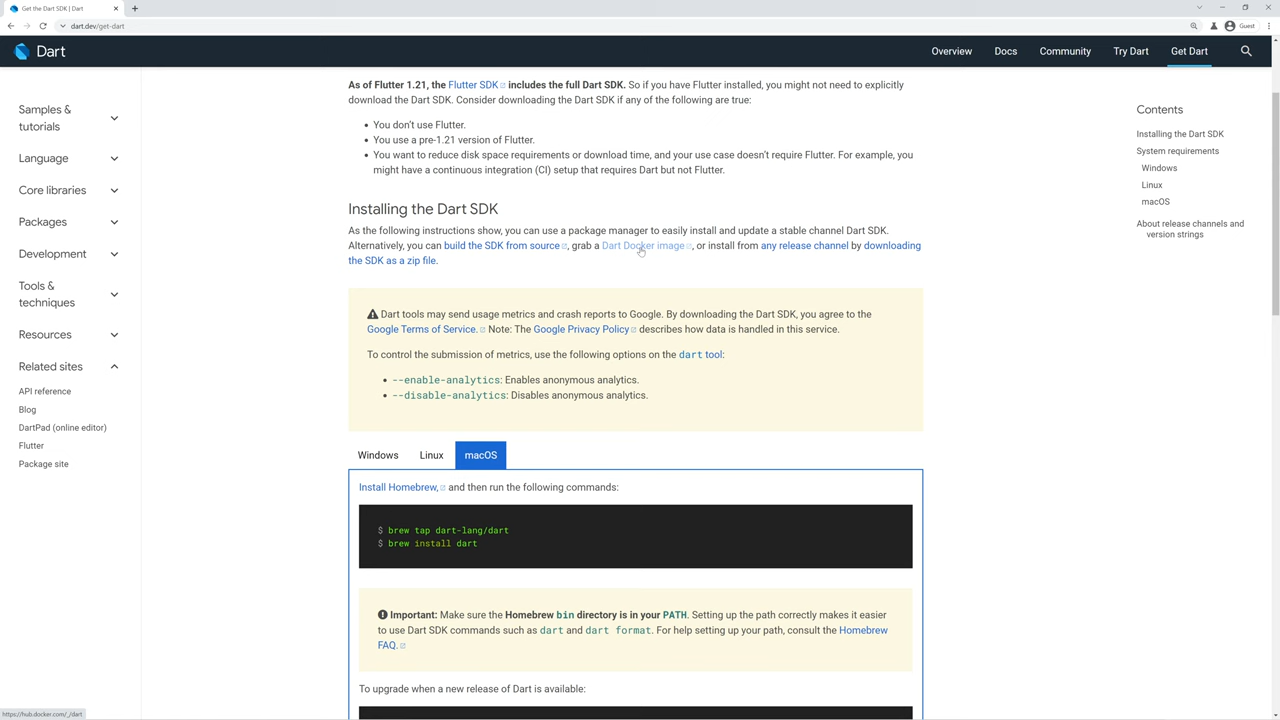 Get the Dart SDK | Dart
dart.dev/get-dart
Guest
Dart
Overview
Docs
Community
Try Dart
Get Dart
Samples &
tutorials
Language
Core libraries
Packages
Development
Tools &
techniques
Resources
Related sites
API reference
Blog
DartPad (online editor)
Flutter
Package site
As of Flutter 1.21, the Flutter SDK includes the full Dart SDK. So if you have Flutter installed, you might not need to explicitly
download the Dart SDK. Consider downloading the Dart SDK if any of the following are true:
• You don't use Flutter.
• You use a pre-1.21 version of Flutter.
• You want to reduce disk space requirements or download time, and your use case doesn't require Flutter. For example, you
might have a continuous integration (CI) setup that requires Dart but not Flutter.
Installing the Dart SDK
As the following instructions show, you can use a package manager to easily install and update a stable channel Dart SDK.
Alternatively, you can build the SDK from source, grab a Dart Docker image, or install from any release channel by downloading
the SDK as a zip file.
Dart tools may send usage metrics and crash reports to Google. By downloading the Dart SDK, you agree to the
Google Terms of Service. Note: The Google Privacy Policy describes how data is handled in this service.
To control the submission of metrics, use the following options on the dart tool:
• --enable-analytics: Enables anonymous analytics.
• --disable-analytics: Disables anonymous analytics.
Windows
Linux
macOS
Install Homebrew, and then run the following commands:
$ brew tap dart-lang/dart
$ brew install dart
Important: Make sure the Homebrew bin directory is in your PATH. Setting up the path correctly makes it easier
to use Dart SDK commands such as dart and dart format. For help setting up your path, consult the Homebrew
FAQ.
To upgrade when a new release of Dart is available:
Contents
Installing the Dart SDK
System requirements
Windows
Linux
macOS
About release channels and
version strings
https://hub.docker.com/_/dart